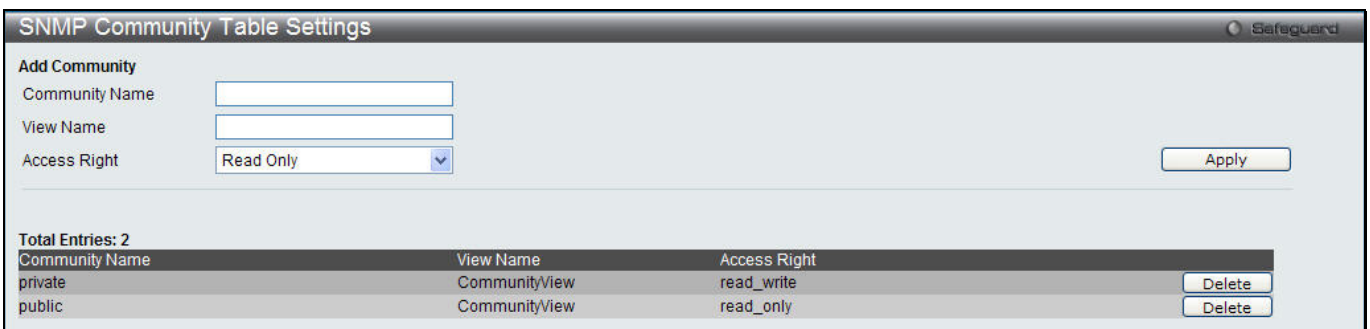 SNMP Community Table Settings
Safeguard
Add Community
Community Name
View Name
Access Right Read Only Apply
Total Entries: 2
Community Name View Name Access Right
private CommunityView read_write Delete
public CommunityView read_only Delete